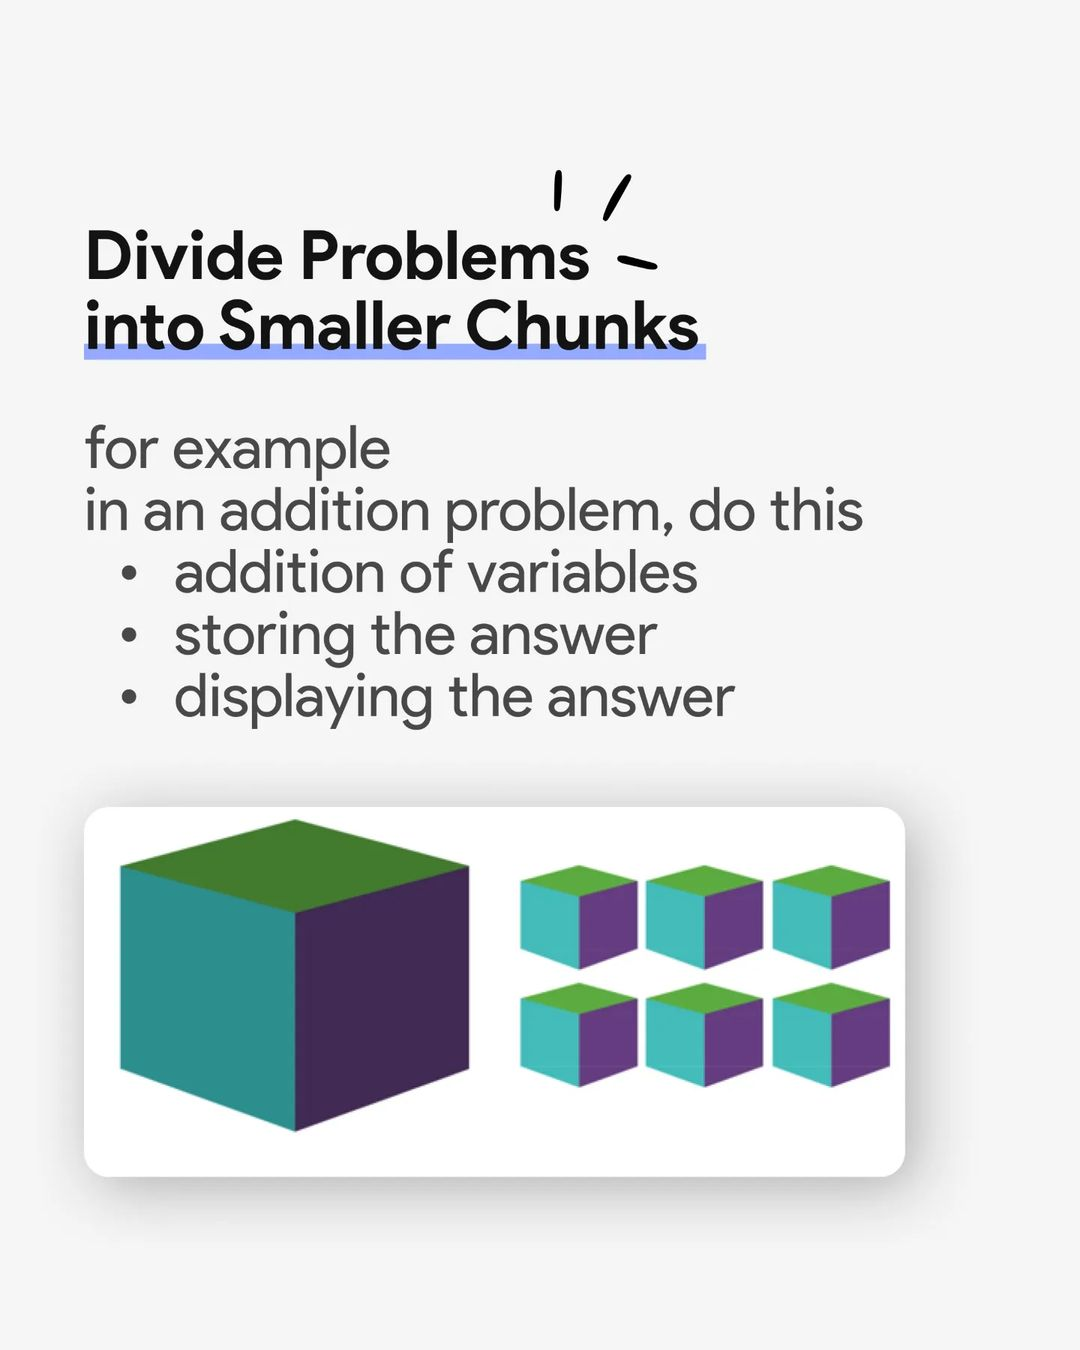 Divide Problems
into Smaller Chunks
for example
in an addition problem, do this
• addition of variables
• storing the answer
• displaying the answer